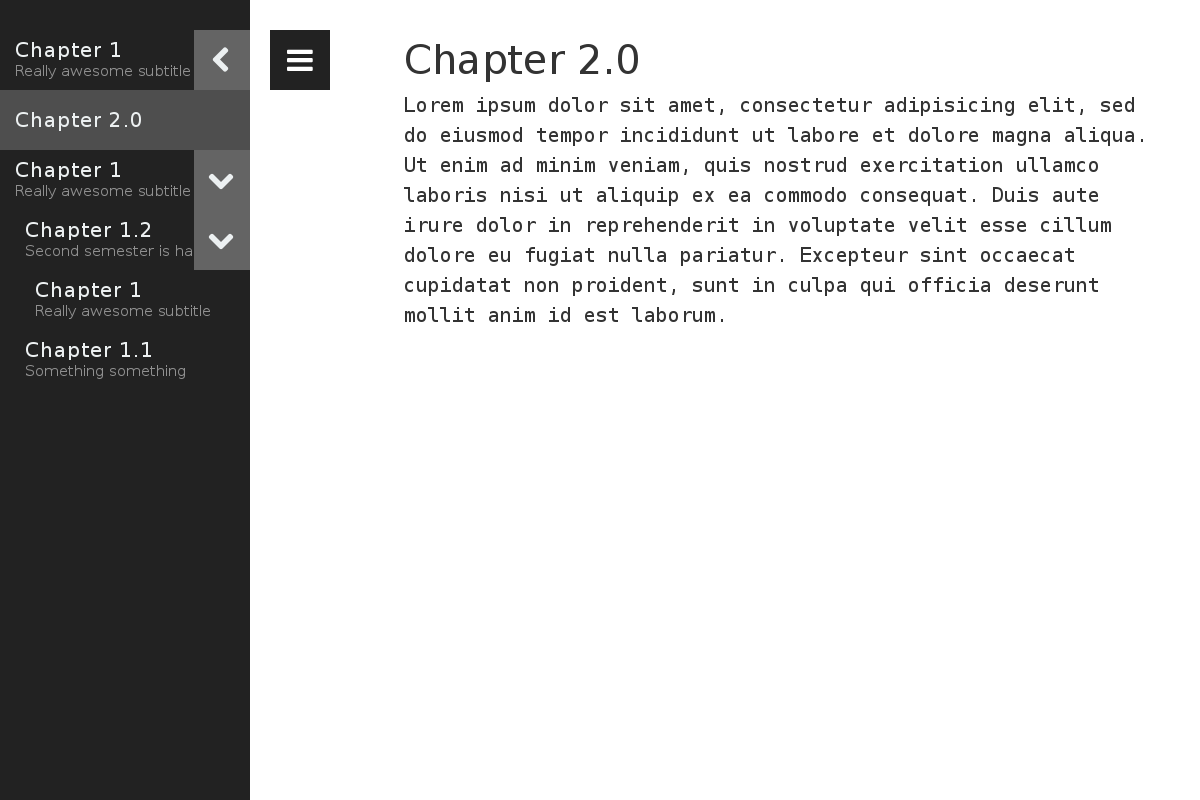 Chapter 1
Really awesome subtitle
Chapter 2.0
Chapter 1
Really awesome subtitle
Chapter 1.2
Second semester is ha
Chapter 1
Really awesome subtitle
Chapter 1.1
Something something
Chapter 2.0
Lorem ipsum dolor sit amet, consectetur adipisicing elit, sed
do eiusmod tempor incididunt ut labore et dolore magna aliqua.
Ut enim ad minim veniam, quis nostrud exercitation ullamco
laboris nisi ut aliquip ex ea commodo consequat. Duis aute
irure dolor in reprehenderit in voluptate velit esse cillum
dolore eu fugiat nulla pariatur. Excepteur sint occaecat
cupidatat non proident, sunt in culpa qui officia deserunt
mollit anim id est laborum.